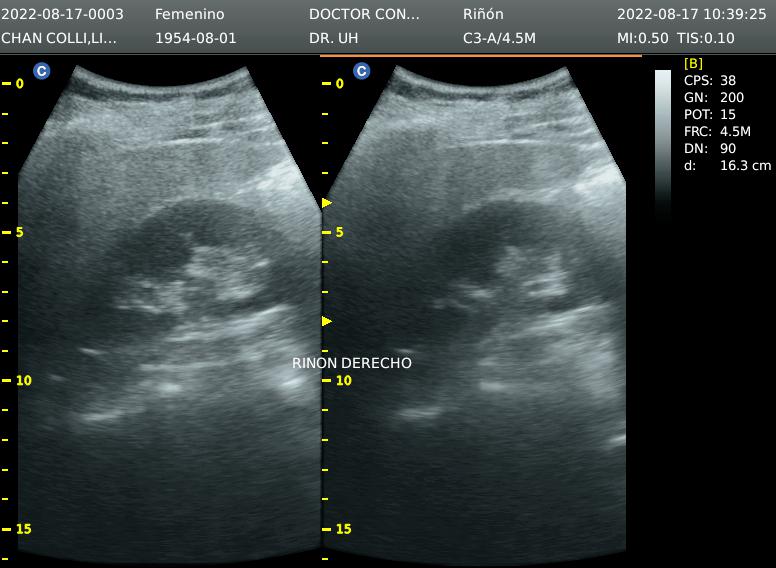 2022-08-17-0003 Femenino DOCTOR CON... Riñón 2022-08-17 10:39:25
CHAN COLLI,LI... 1954-08-01 DR. UH C3-A/4.5M MI:0.50 TIS:0.10
C C [B]
0 0 CPS: 38
GN: 200
POT: 15
FRC: 4.5M
DN: 90
d: 16.3 cm
5 5
RINON DERECHO
10 10
15 15